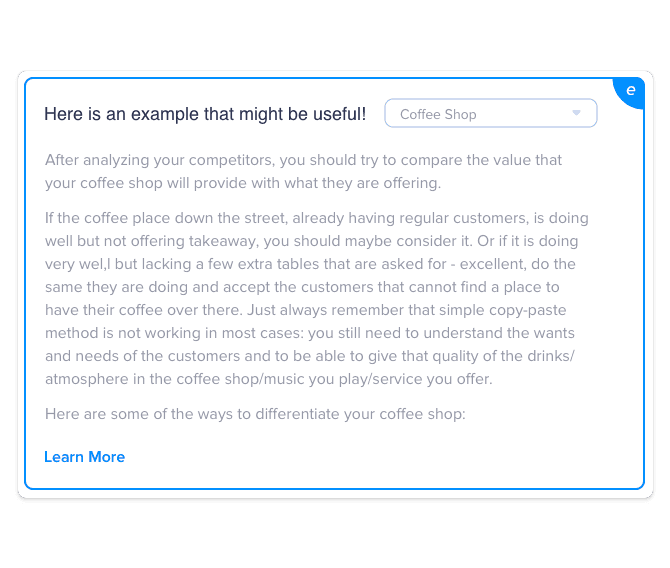 e
Here is an example that might be useful!
Coffee Shop
After analyzing your competitors, you should try to compare the value that
your coffee shop will provide with what they are offering.
If the coffee place down the street, already having regular customers, is doing
well but not offering takeaway, you should maybe consider it. Or if it is doing
very wel,l but lacking a few extra tables that are asked for - excellent, do the
same they are doing and accept the customers that cannot find a place to
have their coffee over there. Just always remember that simple copy-paste
method is not working in most cases: you still need to understand the wants
and needs of the customers and to be able to give that quality of the drinks/
atmosphere in the coffee shop/music you play/service you offer.
Here are some of the ways to differentiate your coffee shop:
Learn More